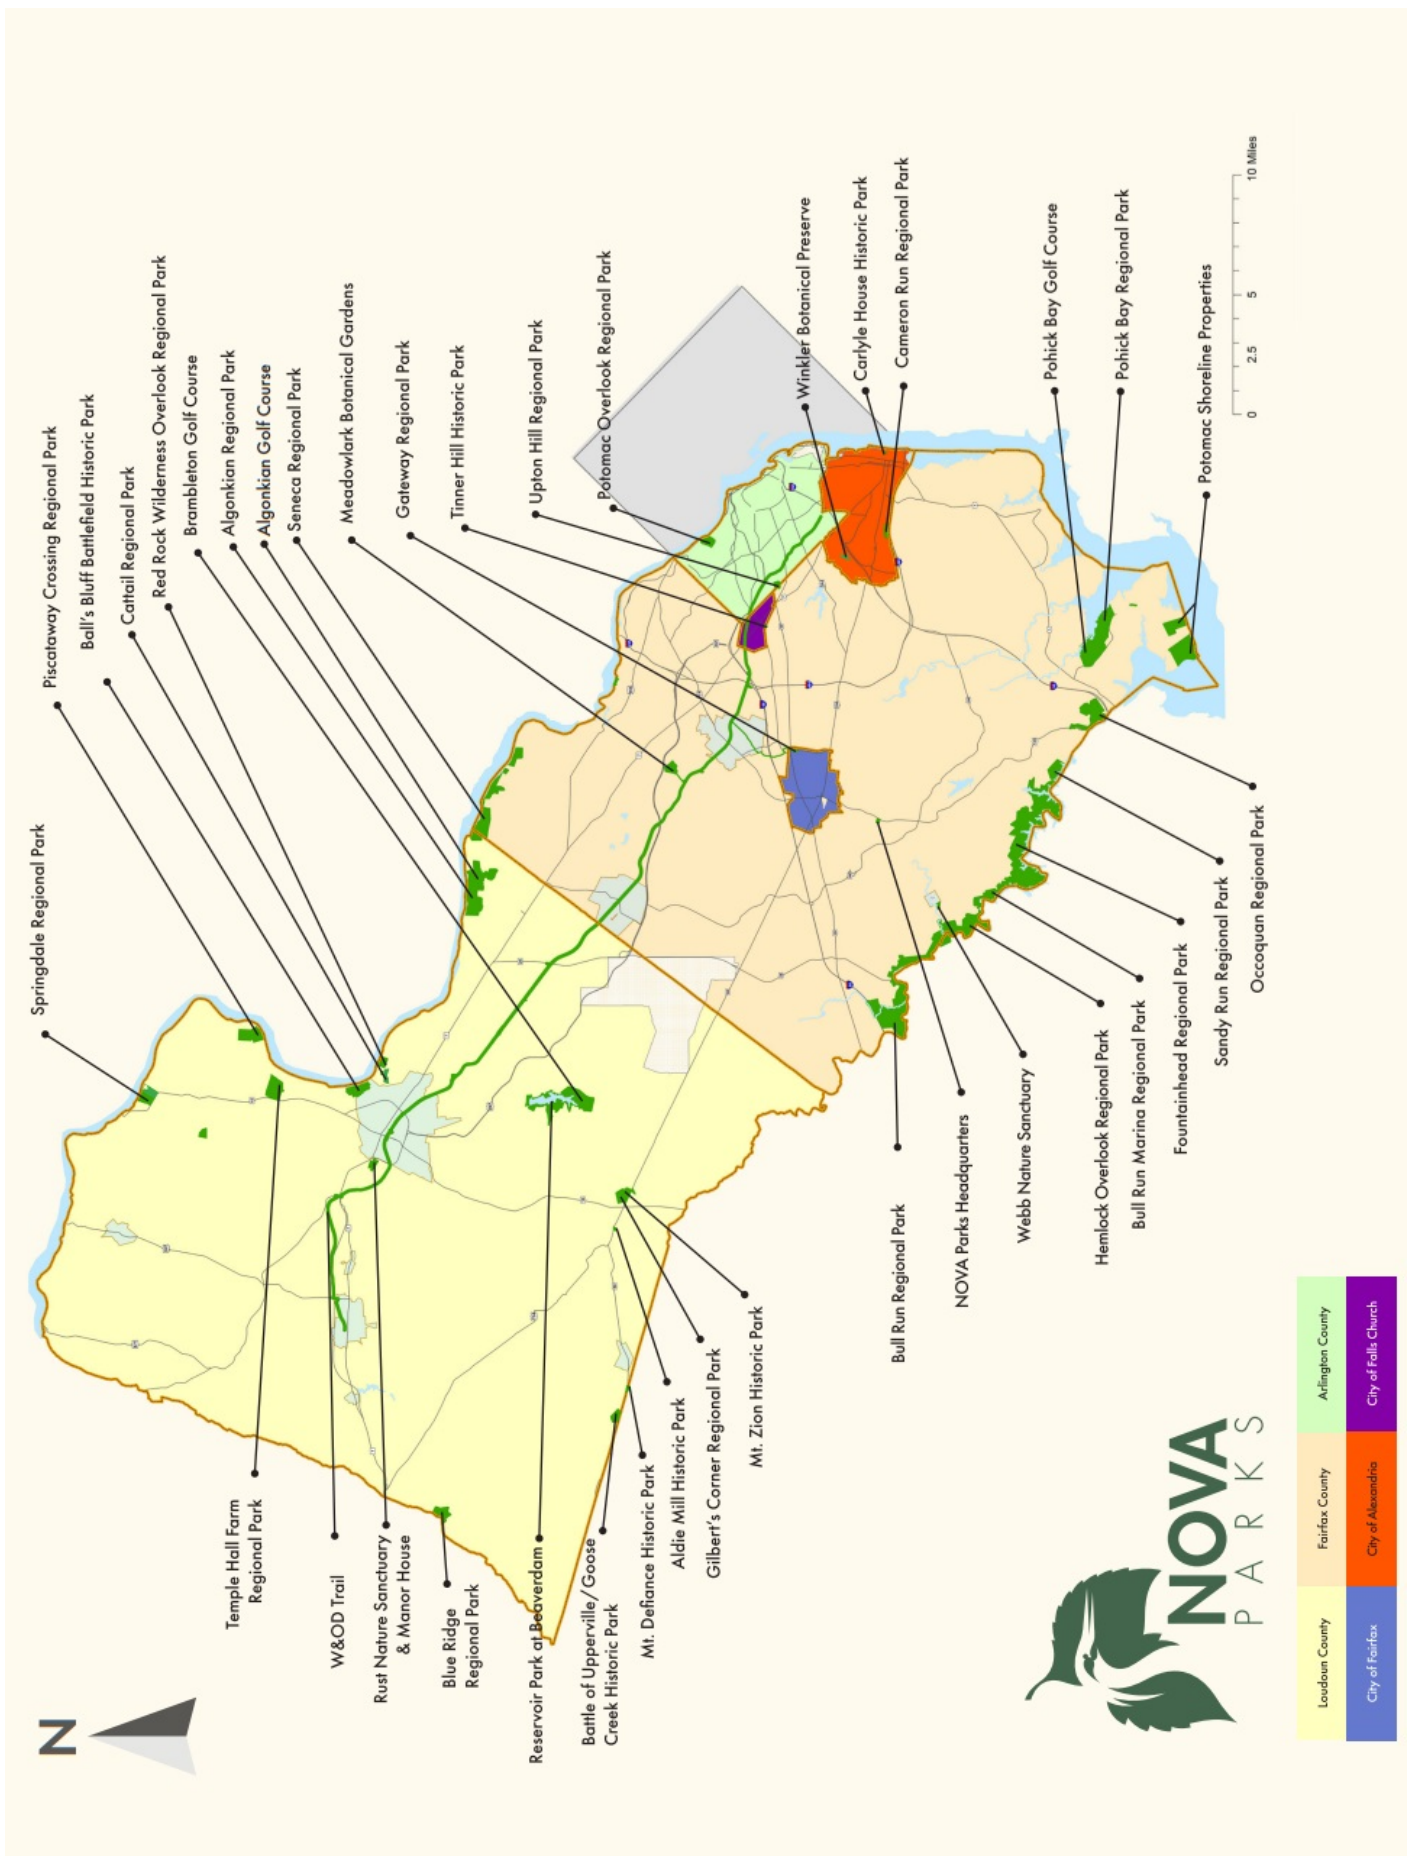 N
Springdale Regional Park
Piscataway Crossing Regional Park
Ball's Bluff Battlefield Historic Park
Cattail Regional Park
Red Rock Wilderness Overlook Regional Park
Brambleton Golf Course
Algonkian Regional Park
Algonkian Golf Course
Seneca Regional Park
Meadowlark Botanical Gardens
Gateway Regional Park
Tinner Hill Historic Park
Upton Hill Regional Park
Potomac Overlook Regional Park
Winkler Botanical Preserve
Carlyle House Historic Park
Cameron Run Regional Park
Pohick Bay Golf Course
Pohick Bay Regional Park
Potomac Shoreline Properties
0 2.5 5 10 Miles
Temple Hall Farm
Regional Park
W&OD Trail
Rust Nature Sanctuary
& Manor House
Blue Ridge
Regional Park
Reservoir Park at Beaverdam
Battle of Upperville/Goose
Creek Historic Park
Mt. Defiance Historic Park
Aldie Mill Historic Park
Gilbert's Corner Regional Park
Mt. Zion Historic Park
Bull Run Regional Park
NOVA Parks Headquarters
Webb Nature Sanctuary
Hemlock Overlook Regional Park
Bull Run Marina Regional Park
Fountainhead Regional Park
Sandy Run Regional Park
Occoquan Regional Park
NOVA
PARKS
Loudoun County
Fairfax County
Arlington County
City of Fairfax
City of Alexandria
City of Falls Church